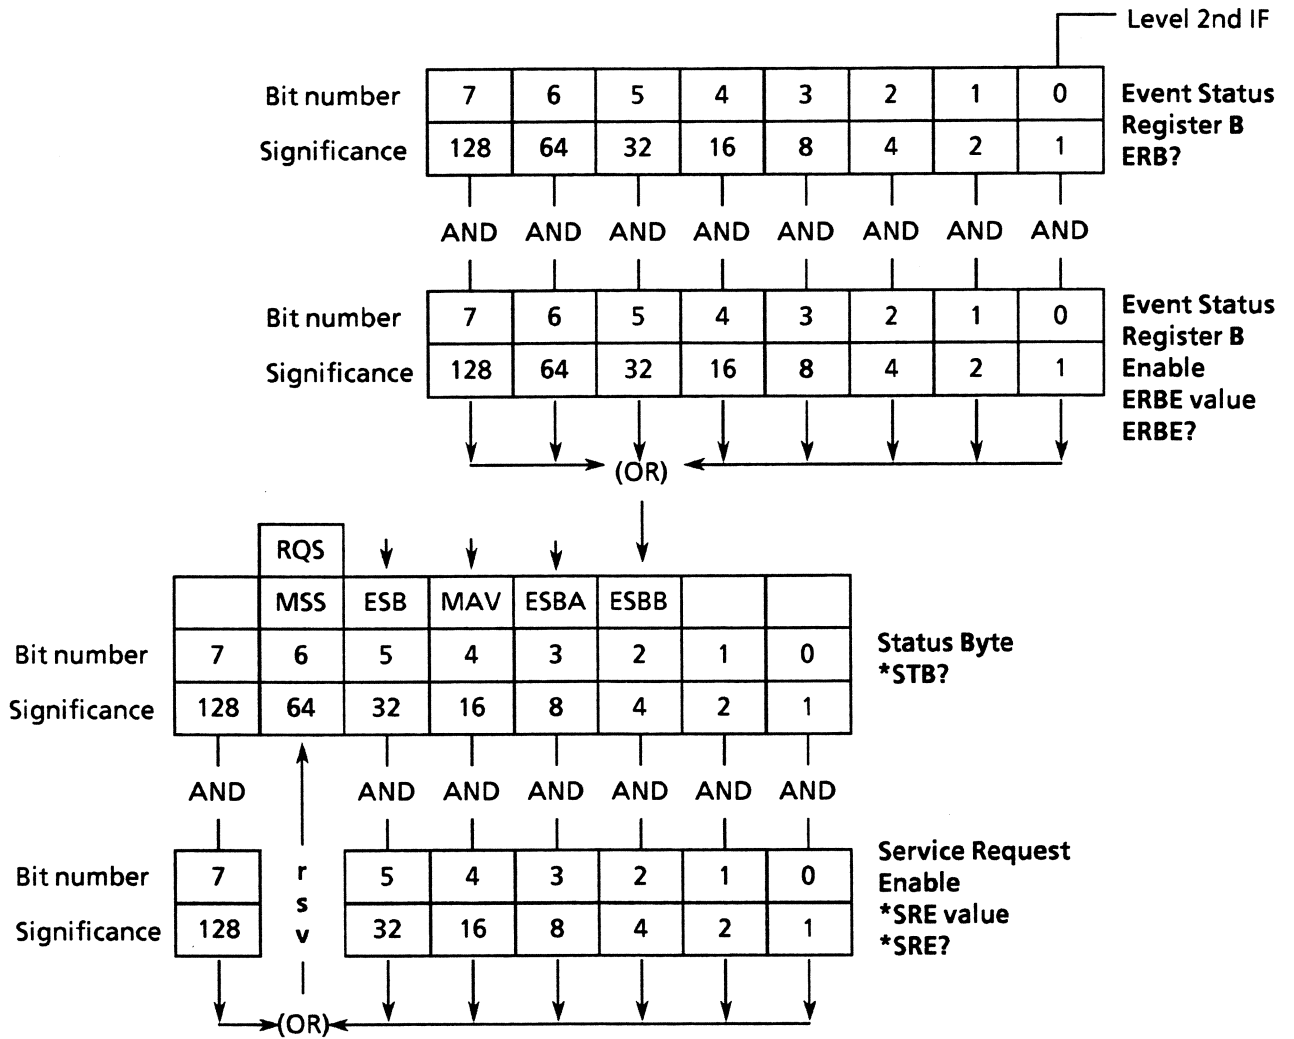 Level 2nd IF
Bit number 7 6 5 4 3 2 1 0
Significance 128 64 32 16 8 4 2 1
Event Status
Register B
ERB?
AND AND AND AND AND AND AND AND
Bit number 7 6 5 4 3 2 1 0
Significance 128 64 32 16 8 4 2 1
Event Status
Register B
Enable
ERBE value
ERBE?
(OR)
RQS
MSS ESB MAV ESBA ESBB
Bit number 7 6 5 4 3 2 1 0
Significance 128 64 32 16 8 4 2 1
Status Byte
*STB?
AND AND AND AND AND AND AND
Bit number 7 5 4 3 2 1 0
Significance 128 32 16 8 4 2 1
r
s
v
Service Request
Enable
*SRE value
*SRE?
(OR)